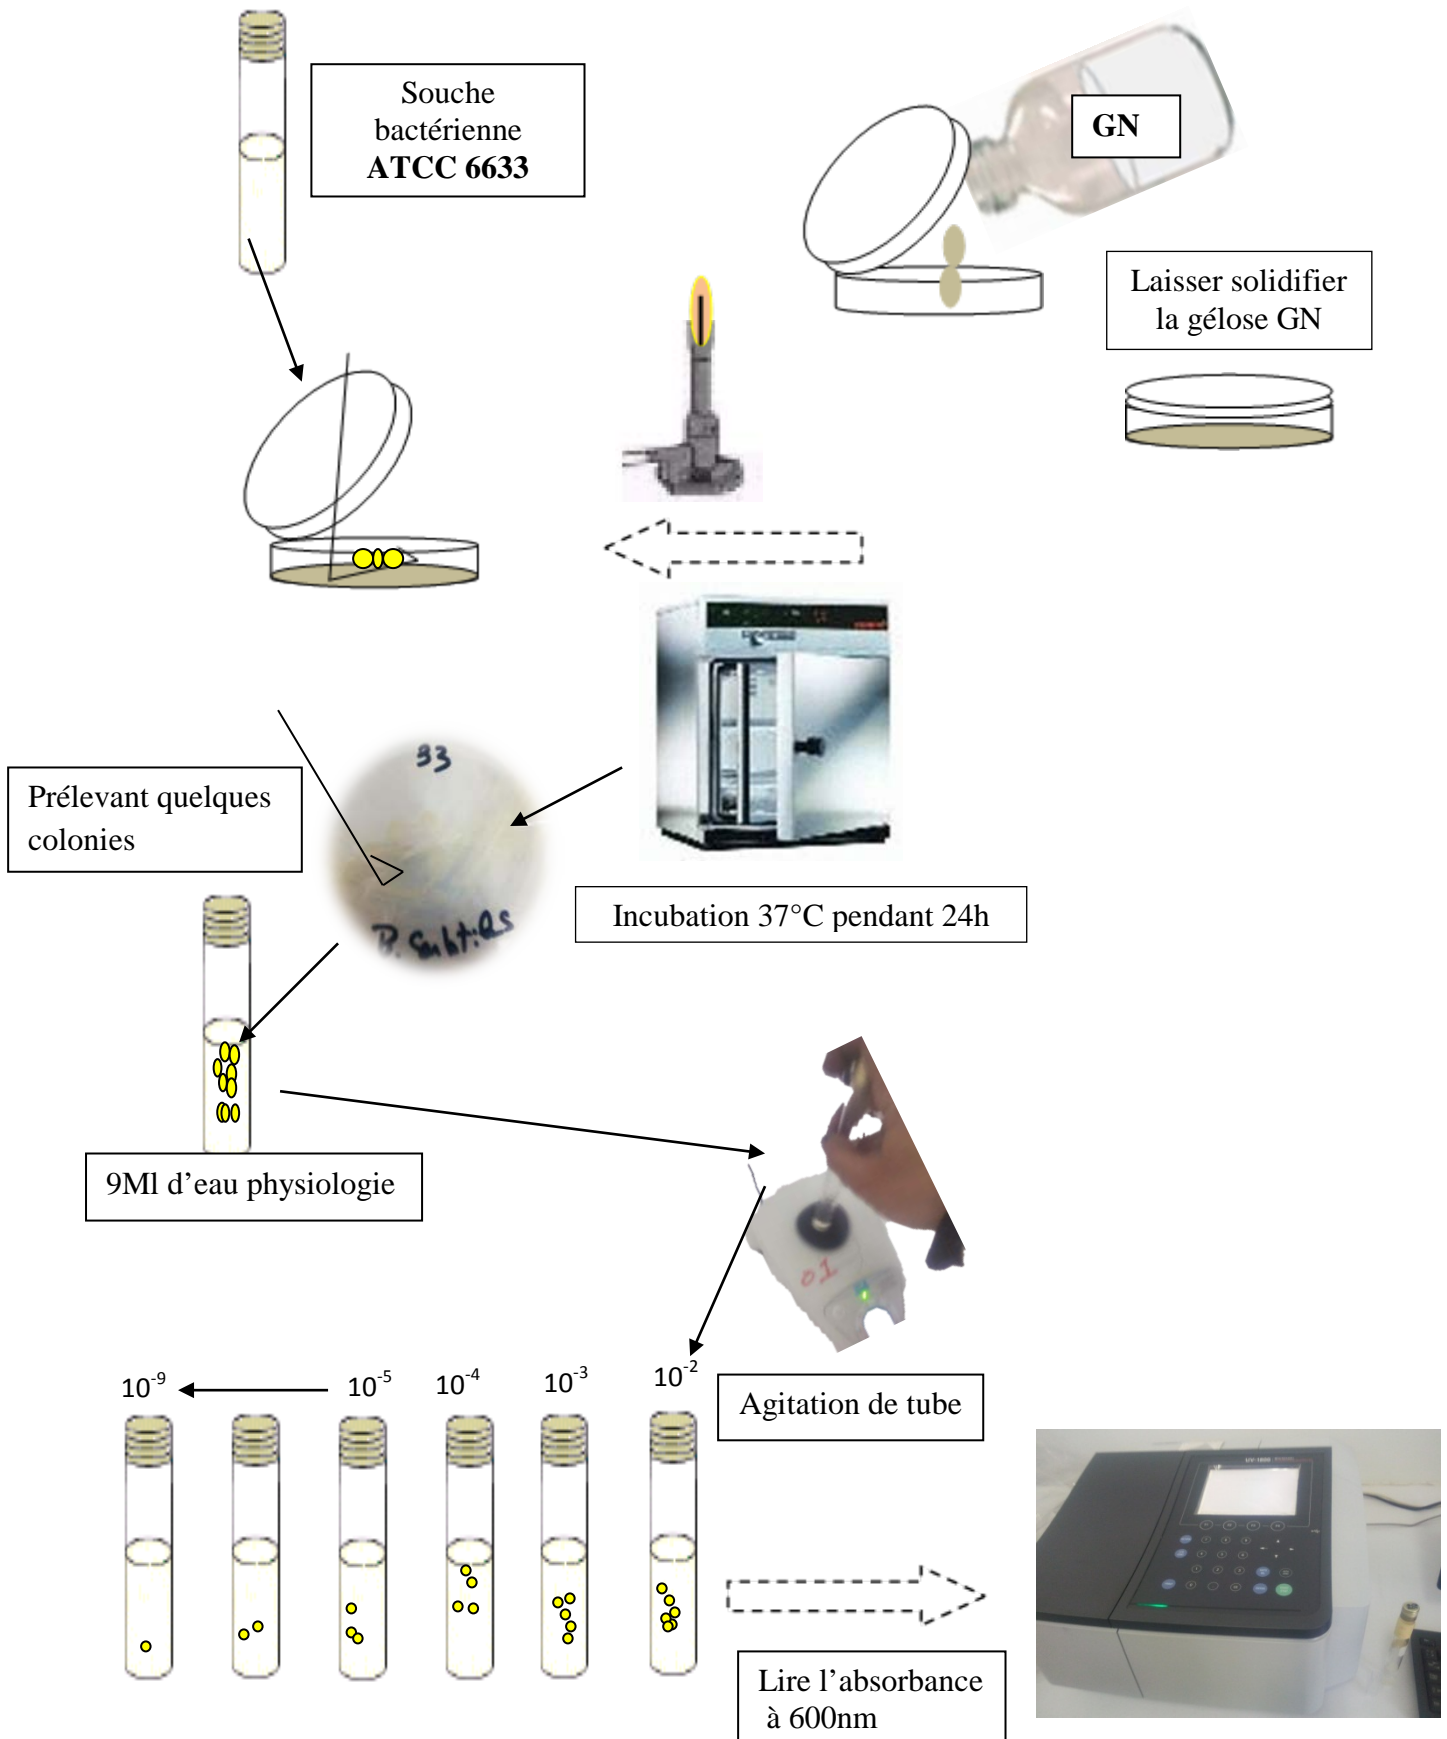 Souche
bactérienne
ATCC 6633
GN
Laisser solidifier
la gélose GN
33
Prélevant quelques
colonies
B. Subtilis
Incubation 37°C pendant 24h
9Ml d’eau physiologie
01
10⁻⁹
10⁻⁵
10⁻⁴
10⁻³
10⁻²
Agitation de tube
Lire l’absorbance
à 600nm